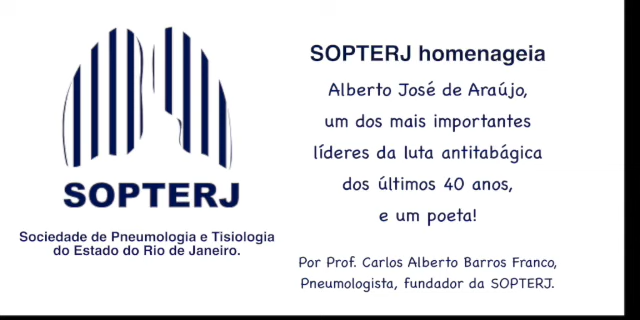 SOPTERJ
Sociedade de Pneumologia e Tisiologia
do Estado do Rio de Janeiro.
SOPTERJ homenageia
Alberto José de Araújo,
um dos mais importantes
líderes da luta antitabágica
dos últimos 40 anos,
e um poeta!
Por Prof. Carlos Alberto Barros Franco,
Pneumologista, fundador da SOPTERJ.